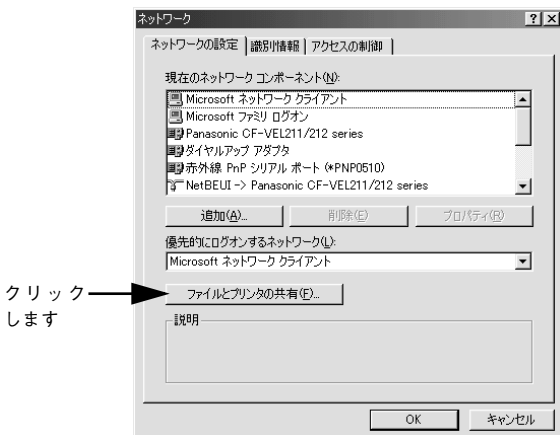 ネットワーク
ネットワークの設定 識別情報 アクセスの制御
現在のネットワーク コンポーネント(N):
Microsoft ネットワーク クライアント
Microsoft ファミリ ログオン
Panasonic CF-VEL211/212 series
ダイヤルアップ アダプタ
赤外線 PnP シリアル ポート (*PNP0510)
NetBEUI -> Panasonic CF-VEL211/212 series
追加(A)... 削除(E) プロパティ(R)
優先的にログオンするネットワーク(L):
Microsoft ネットワーク クライアント
クリック
します
ファイルとプリンタの共有(F)...
説明
OK キャンセル